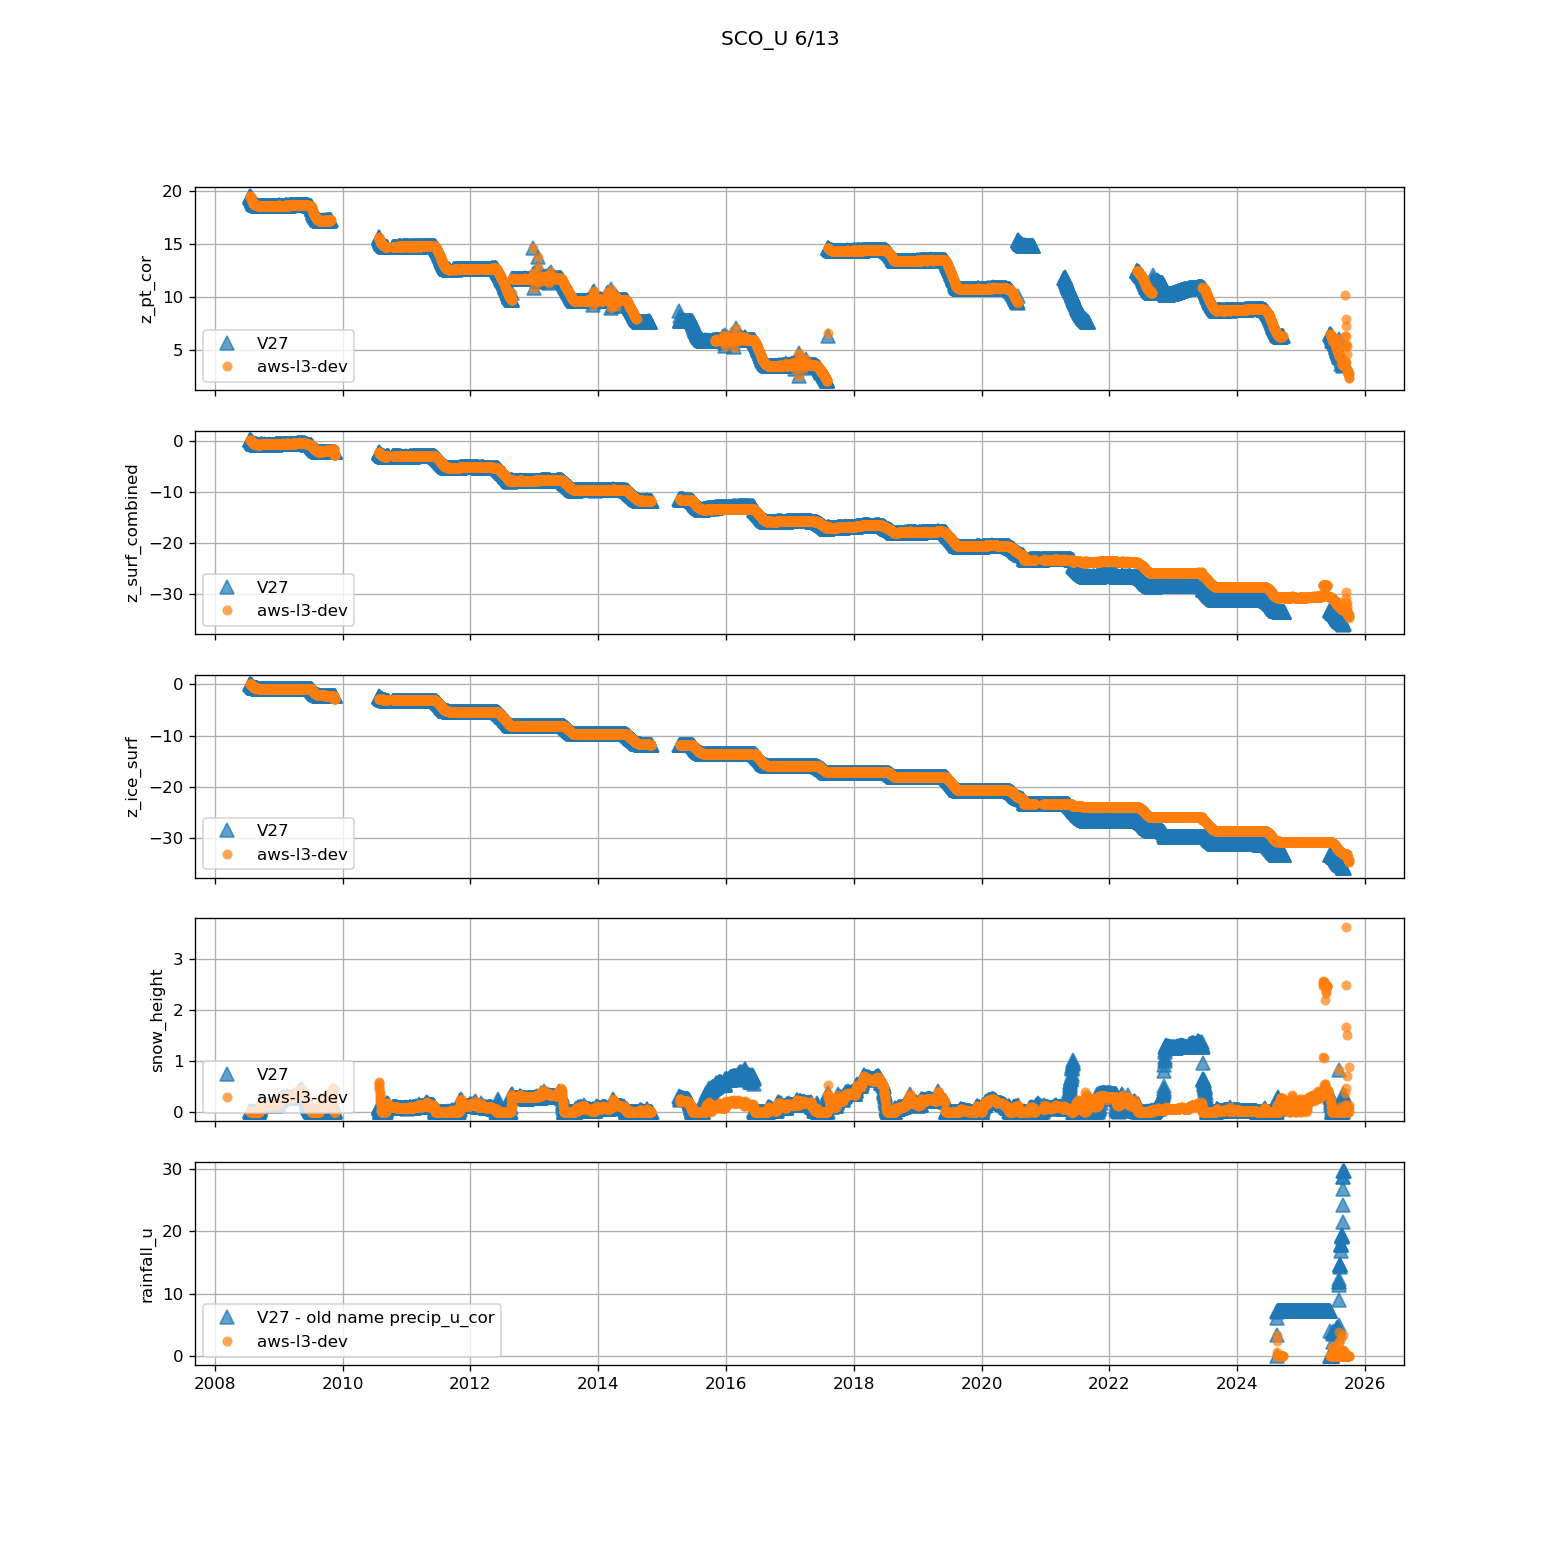 SCO_U 6/13
z_pt_cor
20
15
10
5
V27
aws-l3-dev
z_surf_combined
0
−10
−20
−30
V27
aws-l3-dev
z_ice_surf
0
−10
−20
−30
V27
aws-l3-dev
snow_height
3
2
1
0
V27
aws-l3-dev
rainfall_u
30
20
10
0
V27 - old name precip_u_cor
aws-l3-dev
2008 2010 2012 2014 2016 2018 2020 2022 2024 2026